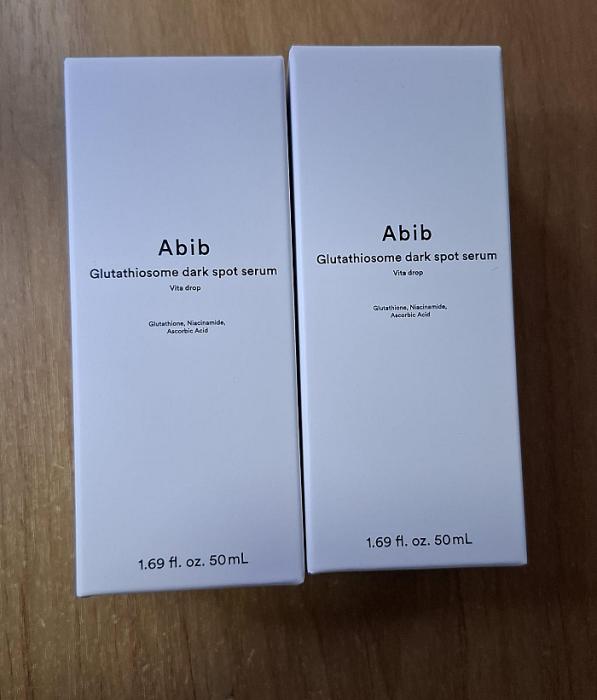 Abib
Glutathiosome dark spot serum
Vita drop
Glutathione, Niacinamide,
Ascorbic Acid
1.69 fl. oz. 50mL
Abib
Glutathiosome dark spot serum
Vita drop
Glutathione, Niacinamide,
Ascorbic Acid
1.69 fl. oz. 50mL